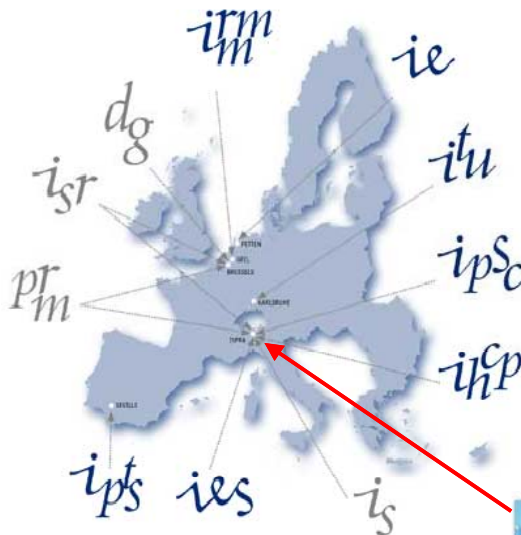 irmm
ie
dg
itu
isr
PETTEN
GEEL
BRUSSELS
ipsc
prm
KARLSRUHE
ISPRA
ihcp
SEVILLE
ipts
ies
is